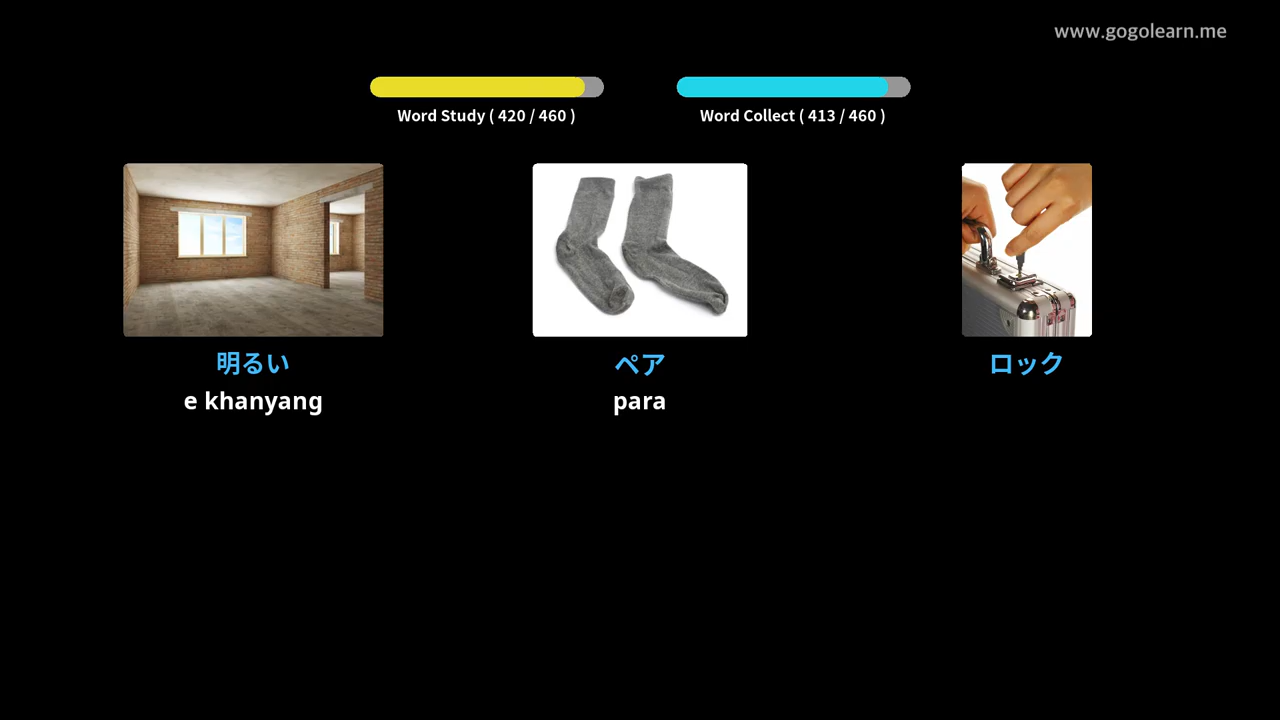 www.gogolearn.me
Word Study ( 420 / 460 )
Word Collect ( 413 / 460 )
明るい
e khanyang
ペア
para
ロック